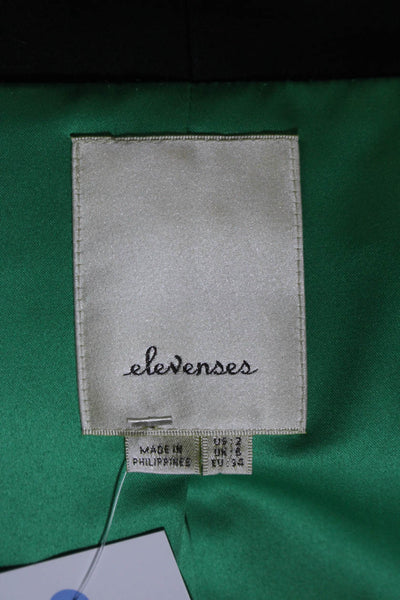 elevenses
MADE IN
PHILIPPINES
US: 2
UK: 6
EU: 34